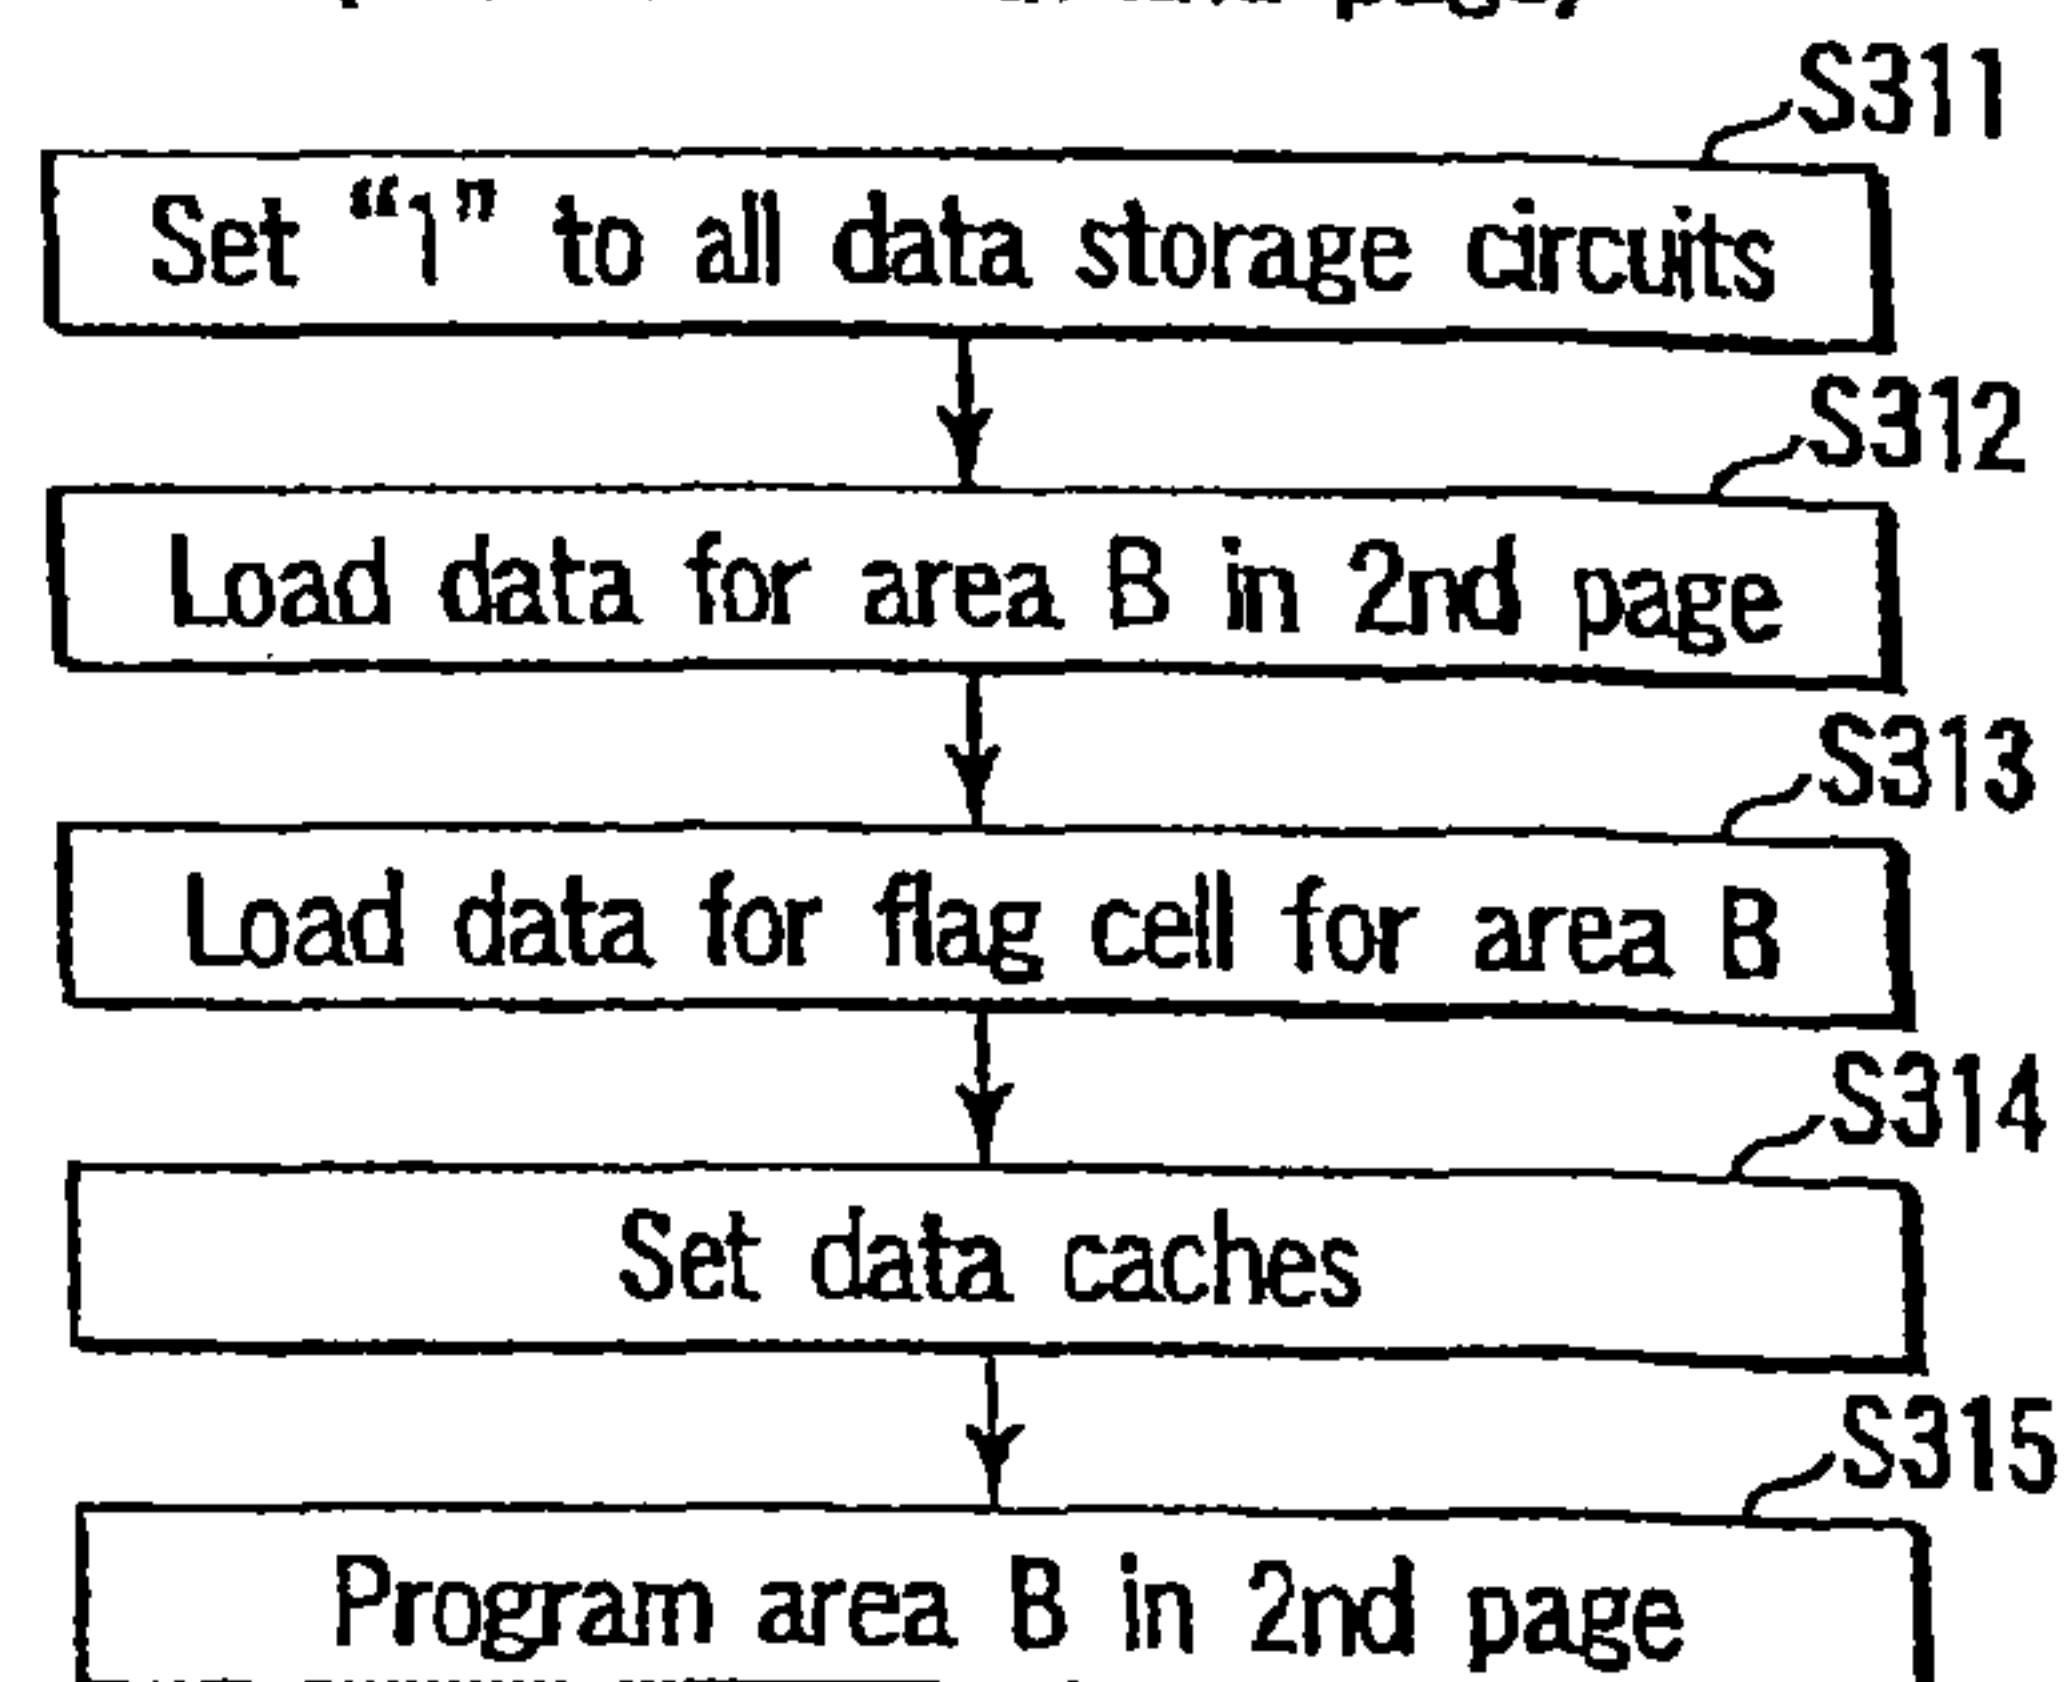 page)
S311
Set “1” to all data storage circuits
S312
Load data for area B in 2nd page
S313
Load data for flag cell for area B
S314
Set data caches
S315
Program area B in 2nd page